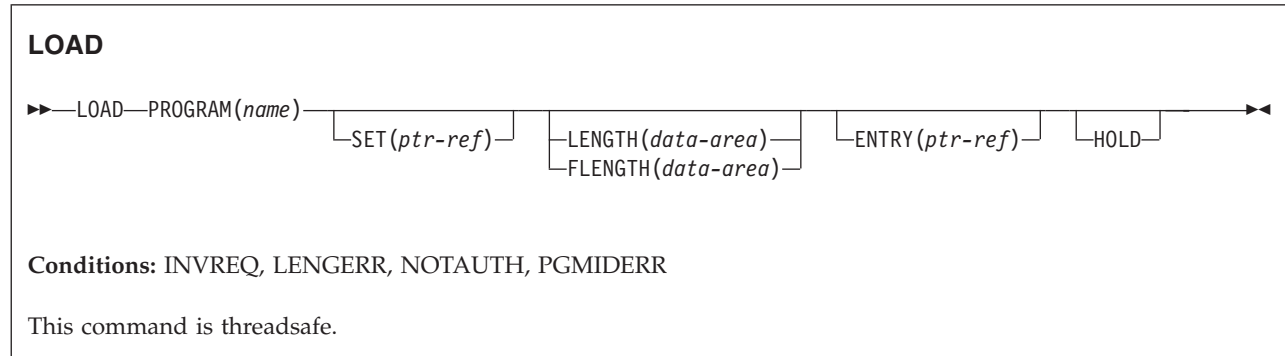 LOAD
LOAD PROGRAM(name)
SET(ptr-ref) LENGTH(data-area) ENTRY(ptr-ref) HOLD
FLENGTH(data-area)
Conditions: INVREQ, LENGERR, NOTAUTH, PGMIDERR
This command is threadsafe.